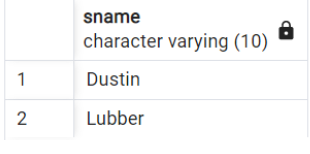 sname
character varying (10)
1 Dustin
2 Lubber